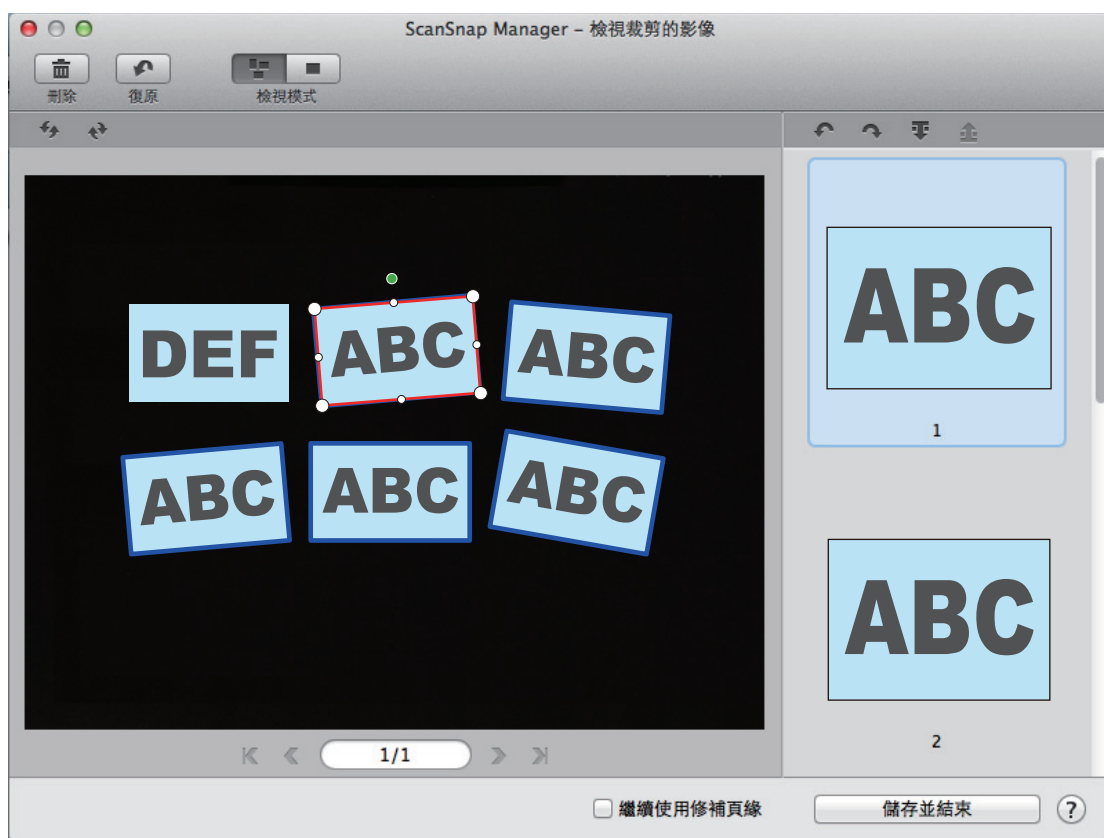 ScanSnap Manager – 檢視裁剪的影像
刪除 復原 檢視模式
DEF ABC ABC
ABC ABC ABC
1/1
ABC
1
ABC
2
繼續使用修補頁緣 儲存並結束 ?